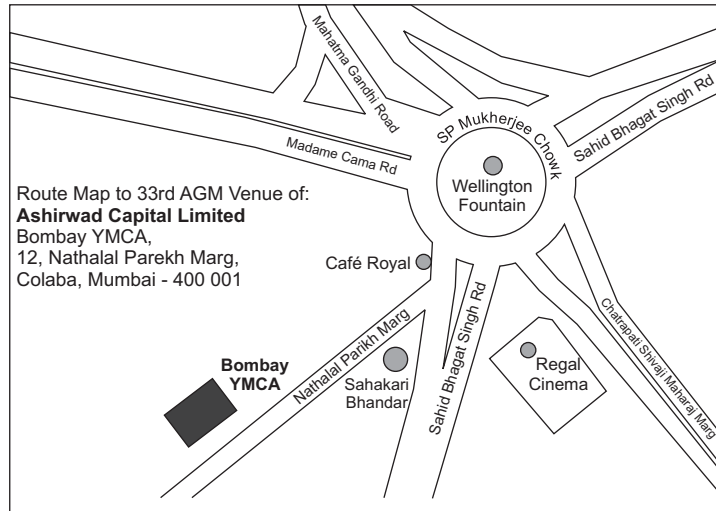 Mahatma Gandhi Road
SP Mukherjee Chowk
Sahid Bhagat Singh Rd
Madame Cama Rd
Wellington
Fountain
Route Map to 33rd AGM Venue of:
Ashirwad Capital Limited
Bombay YMCA,
12, Nathalal Parekh Marg,
Colaba, Mumbai - 400 001
Café Royal
Nathalal Parikh Marg
Sahid Bhagat Singh Rd
Chatrapati Shivaji Maharaj Marg
Bombay
YMCA
Sahakari
Bhandar
Regal
Cinema